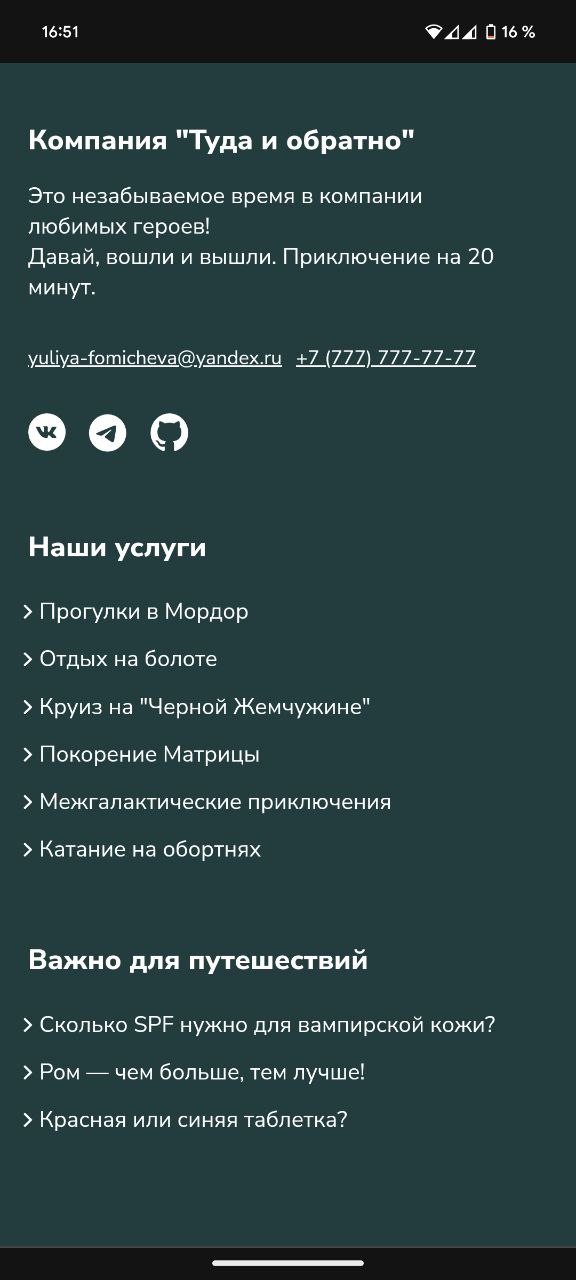 16:51
16 %
Компания "Туда и обратно"
Это незабываемое время в компании
любимых героев!
Давай, вошли и вышли. Приключение на 20
минут.
yuliya-fomicheva@yandex.ru +7 (777) 777-77-77
Наши услуги
Прогулки в Мордор
Отдых на болоте
Круиз на "Черной Жемчужине"
Покорение Матрицы
Межгалактические приключения
Катание на обортнях
Важно для путешествий
Сколько SPF нужно для вампирской кожи?
Ром — чем больше, тем лучше!
Красная или синяя таблетка?